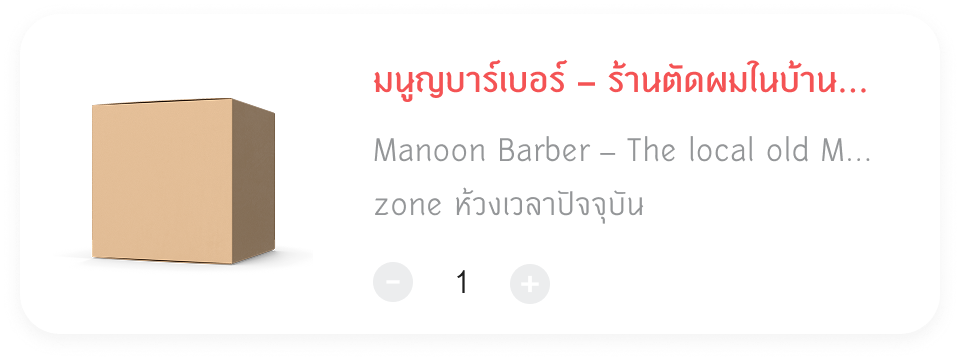 มนูญบาร์เบอร์ – ร้านตัดผมในบ้าน...
Manoon Barber – The local old M...
zone ห้วงเวลาปัจจุบัน
1